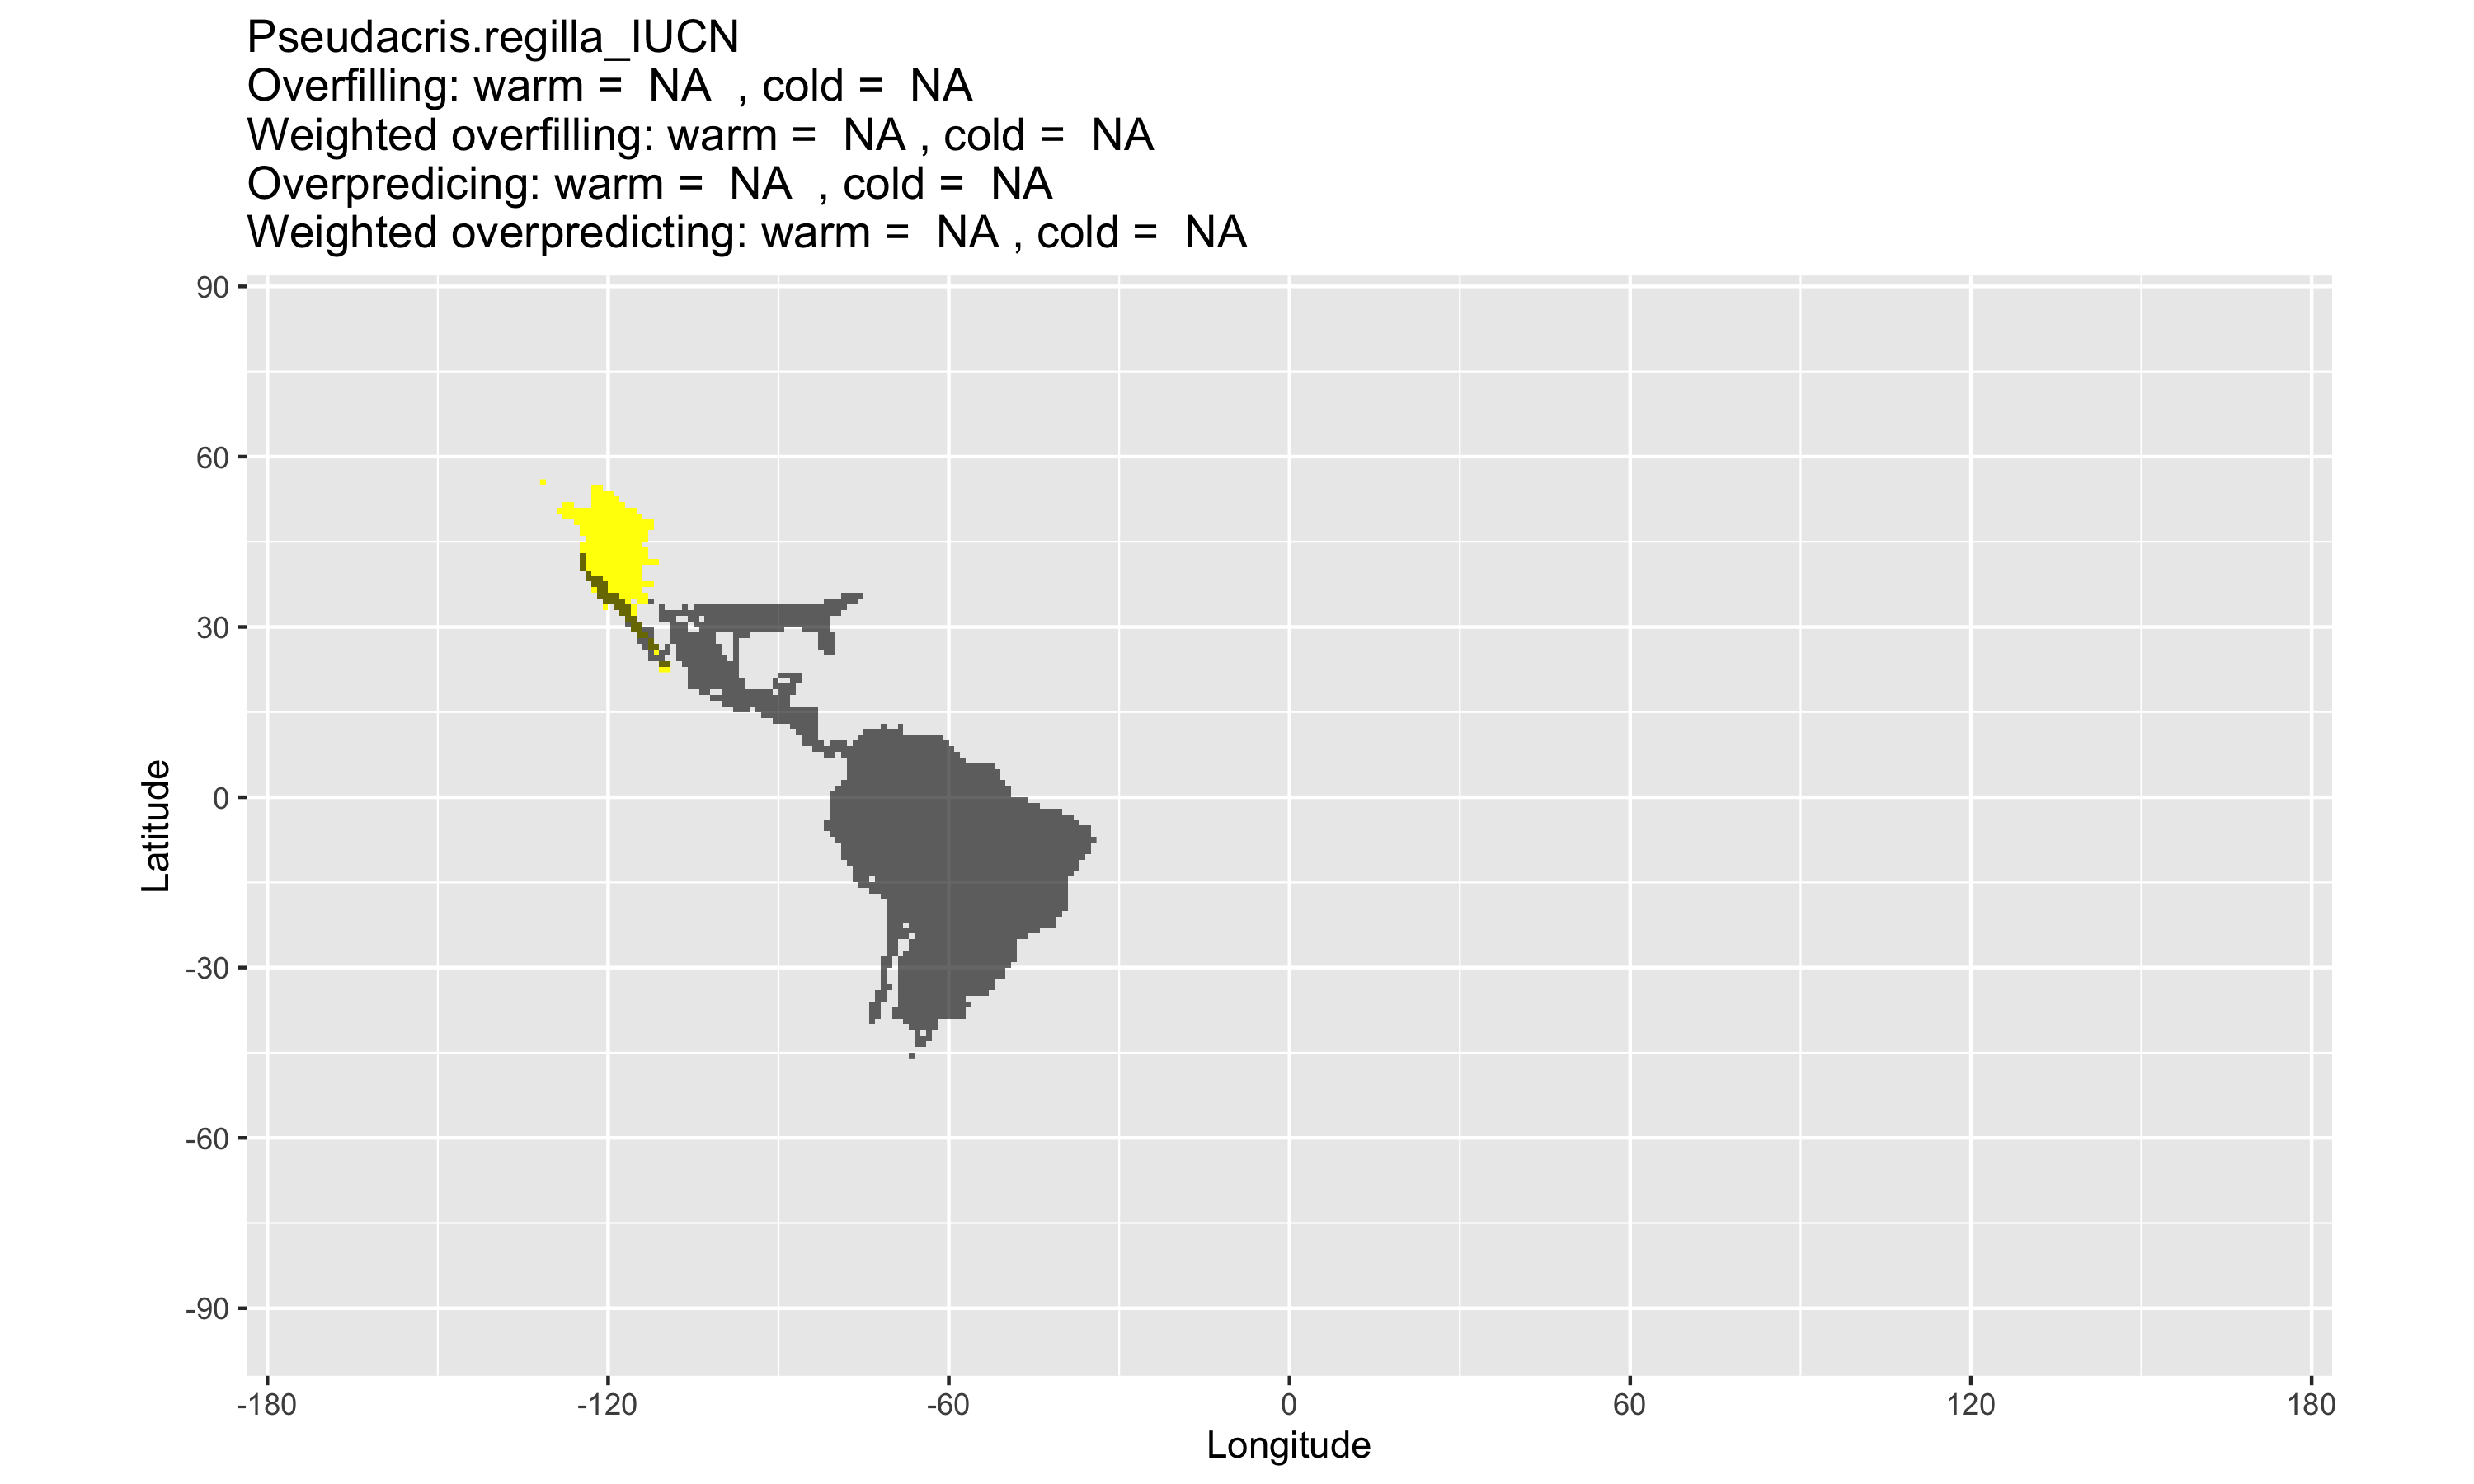 Pseudacris.regilla_IUCN
Overfilling: warm =  NA  , cold =  NA
Weighted overfilling: warm =  NA , cold =  NA
Overpredicing: warm =  NA  , cold =  NA
Weighted overpredicting: warm =  NA , cold =  NA
90
60
30
0
-30
-60
-90
Latitude
-180
-120
-60
0
60
120
180
Longitude